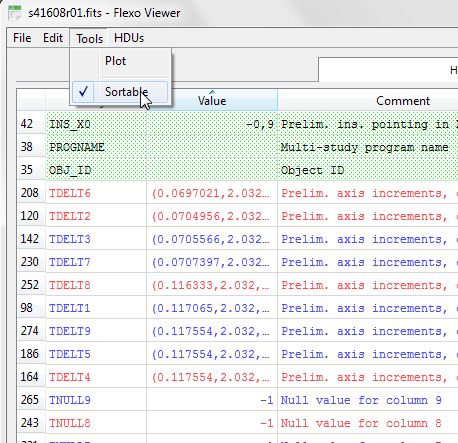 s41608r01.fits - Flexo Viewer
File Edit Tools HDUs
Plot
Sortable
Value Comment
42 INS_X0 -0,9 Prelim. ins. pointing in
38 PROGNAME Multi-study program name
35 OBJ_ID Object ID
208 TDELT6 (0.0697021,2.032... Prelim. axis increments,
120 TDELT2 (0.0704956,2.032... Prelim. axis increments,
142 TDELT3 (0.0705566,2.032... Prelim. axis increments,
230 TDELT7 (0.0707397,2.032... Prelim. axis increments,
252 TDELT8 (0.116333,2.032,... Prelim. axis increments,
98 TDELT1 (0.117065,2.032,... Prelim. axis increments,
274 TDELT9 (0.117554,2.032,... Prelim. axis increments,
186 TDELT5 (0.117554,2.032,... Prelim. axis increments,
164 TDELT4 (0.117554,2.032,... Prelim. axis increments,
265 TNULL9 -1 Null value for column 9
243 TNULL8 -1 Null value for column 8